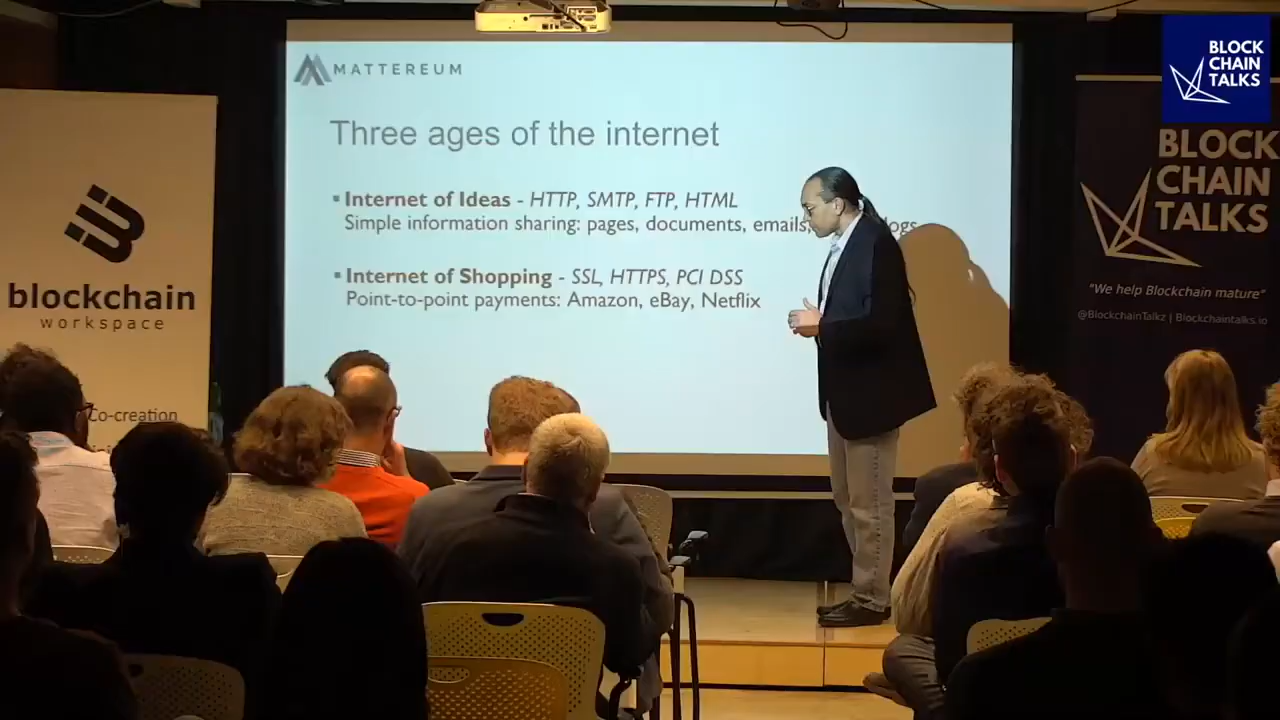 MATTEREUM
Three ages of the internet
▪ Internet of Ideas - HTTP, SMTP, FTP, HTML
Simple information sharing: pages, documents, emails, logs
▪ Internet of Shopping - SSL, HTTPS, PCI DSS
Point-to-point payments: Amazon, eBay, Netflix
blockchain
workspace
Co-creation
BLOCK
CHAIN
TALKS
BLOCK
CHAIN
TALKS
"We help Blockchain mature"
@BlockchainTalkz | Blockchaintalks.io